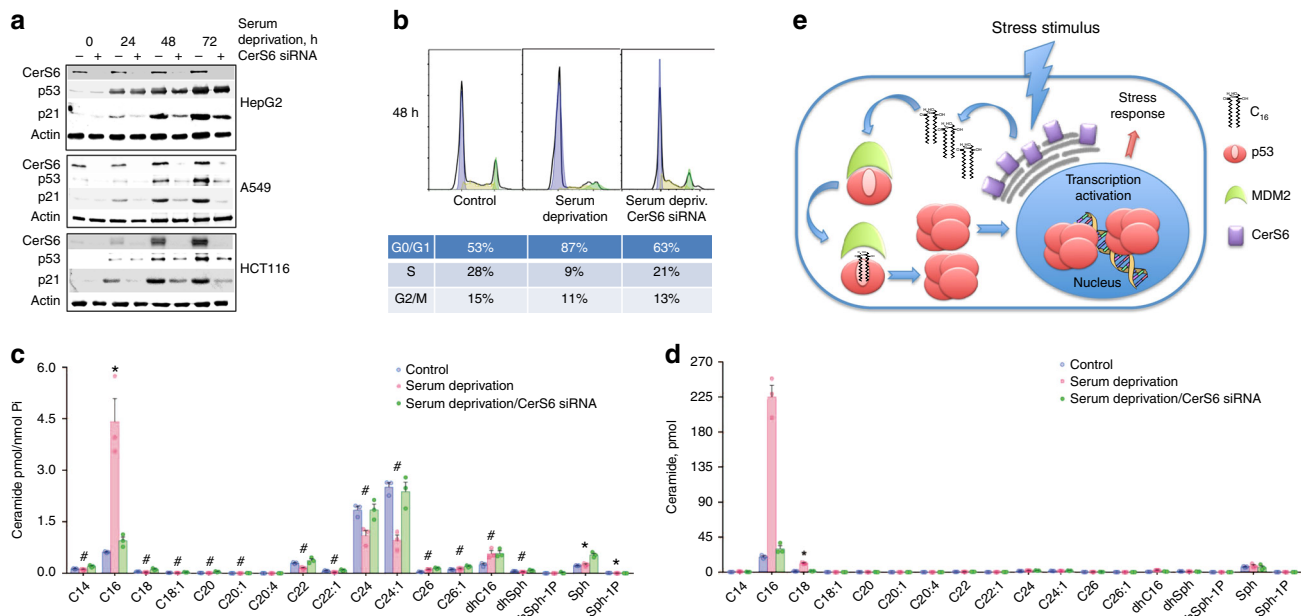 a
Serum
deprivation, h
0 24 48 72
CerS6 siRNA
– + – + – + – +
CerS6
p53
p21
Actin
HepG2
CerS6
p53
p21
Actin
A549
CerS6
p53
p21
Actin
HCT116
b
48 h
Control
Serum
deprivation
Serum depriv.
CerS6 siRNA
G0/G1 53% 87% 63%
S 28% 9% 21%
G2/M 15% 11% 13%
e
Stress stimulus
Stress
response
Transcription
activation
Nucleus
C16
p53
MDM2
CerS6
c
Ceramide pmol/nmol Pi
6.0
4.5
3.0
1.5
0.0
Control
Serum deprivation
Serum deprivation/CerS6 siRNA
# * # # # # # # # # # # # # * *
C14 C16 C18 C18:1 C20 C20:1 C20:4 C22 C22:1 C24 C24:1 C26 C26:1 dhC16 dhSph dhSph-1P Sph Sph-1P
d
Ceramide, pmol
270
225
180
135
90
45
0
Control
Serum deprivation
Serum deprivation/CerS6 siRNA
*
C14 C16 C18 C18:1 C20 C20:1 C20:4 C22 C22:1 C24 C24:1 C26 C26:1 dhC16 dhSph Sph Sph-1P